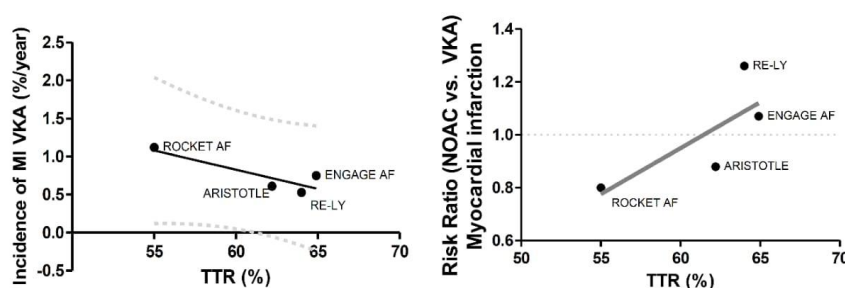 Incidence of MI VKA (%/year)
2.5
2.0
1.5
1.0
0.5
0.0
-0.5
ROCKET AF
ARISTOTLE
ENGAGE AF
RE-LY
55
60
65
70
TTR (%)
Risk Ratio (NOAC vs. VKA)
Myocardial infarction
1.4
1.2
1.0
0.8
0.6
RE-LY
ENGAGE AF
ARISTOTLE
ROCKET AF
50
55
60
65
70
TTR (%)